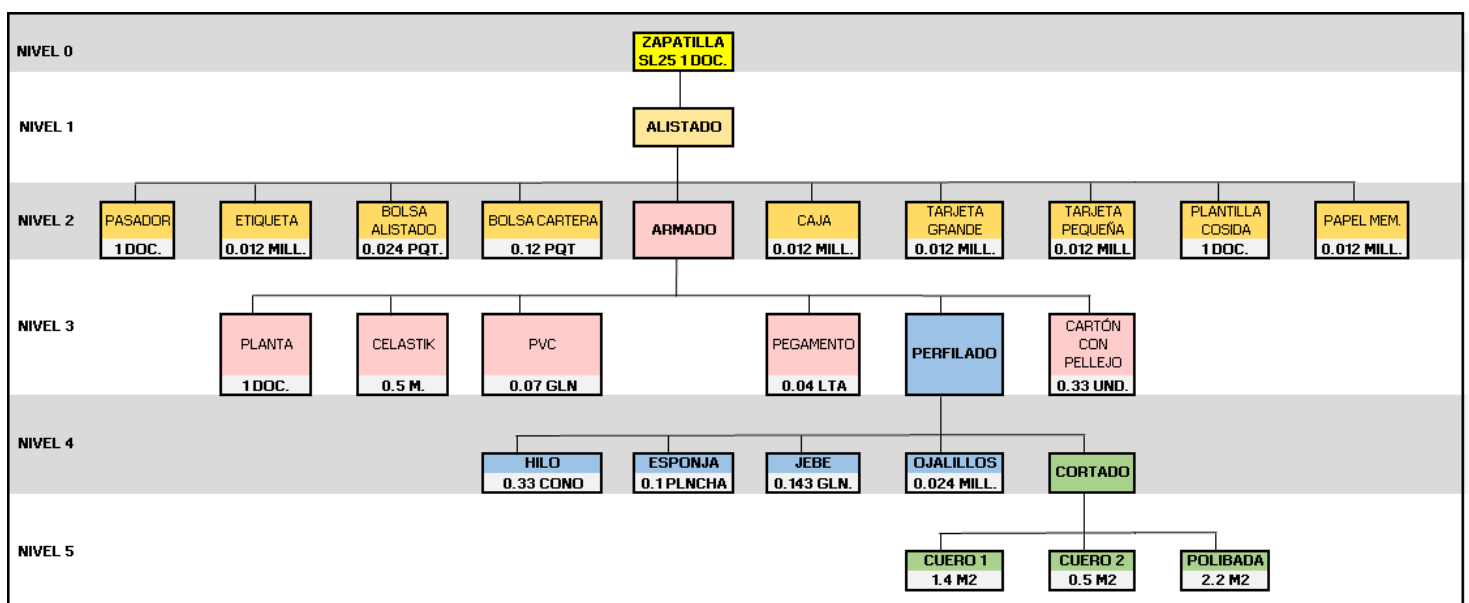 NIVEL 0
ZAPATILLA
SL25 1 DOC.
NIVEL 1
ALISTADO
NIVEL 2
PASADOR
1 DOC.
ETIQUETA
0.012 MILL.
BOLSA
ALISTADO
0.024 PQT.
BOLSA CARTERA
0.12 PQT
ARMADO
CAJA
0.012 MILL.
TARJETA
GRANDE
0.012 MILL.
TARJETA
PEQUEÑA
0.012 MILL
PLANTILLA
COSIDA
1 DOC.
PAPEL MEM.
0.012 MILL.
NIVEL 3
PLANTA
1 DOC.
CELASTIK
0.5 M.
PVC
0.07 GLN
PEGAMENTO
0.04 LTA
PERFILADO
CARTÓN
CON
PELLEJO
0.33 UND.
NIVEL 4
HILO
0.33 CONO
ESPONJA
0.1 PLNCHA
JEBE
0.143 GLN.
OJALILLOS
0.024 MILL.
CORTADO
NIVEL 5
CUERO 1
1.4 M2
CUERO 2
0.5 M2
POLIBADA
2.2 M2